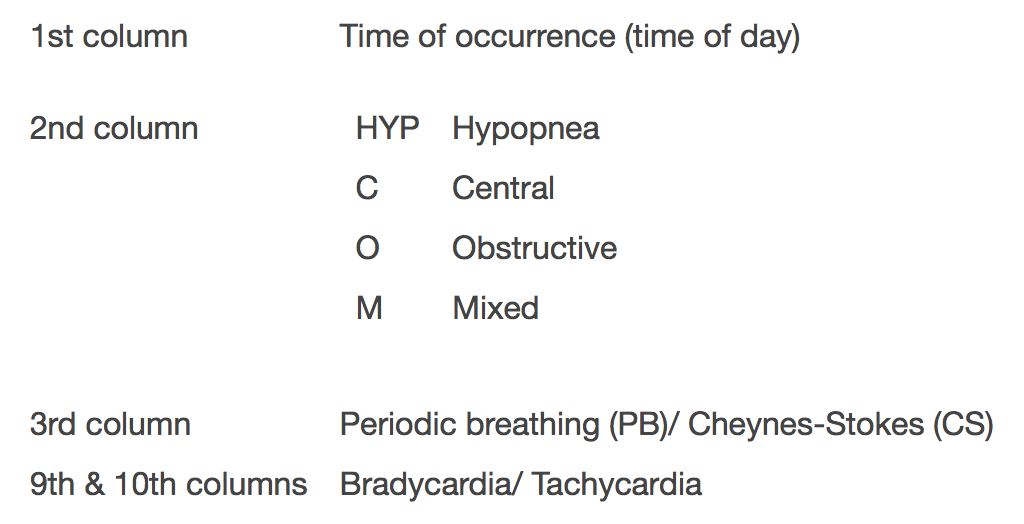 1st column Time of occurrence (time of day)
2nd column HYP Hypopnea
C Central
O Obstructive
M Mixed
3rd column Periodic breathing (PB)/ Cheynes-Stokes (CS)
9th & 10th columns Bradycardia/ Tachycardia